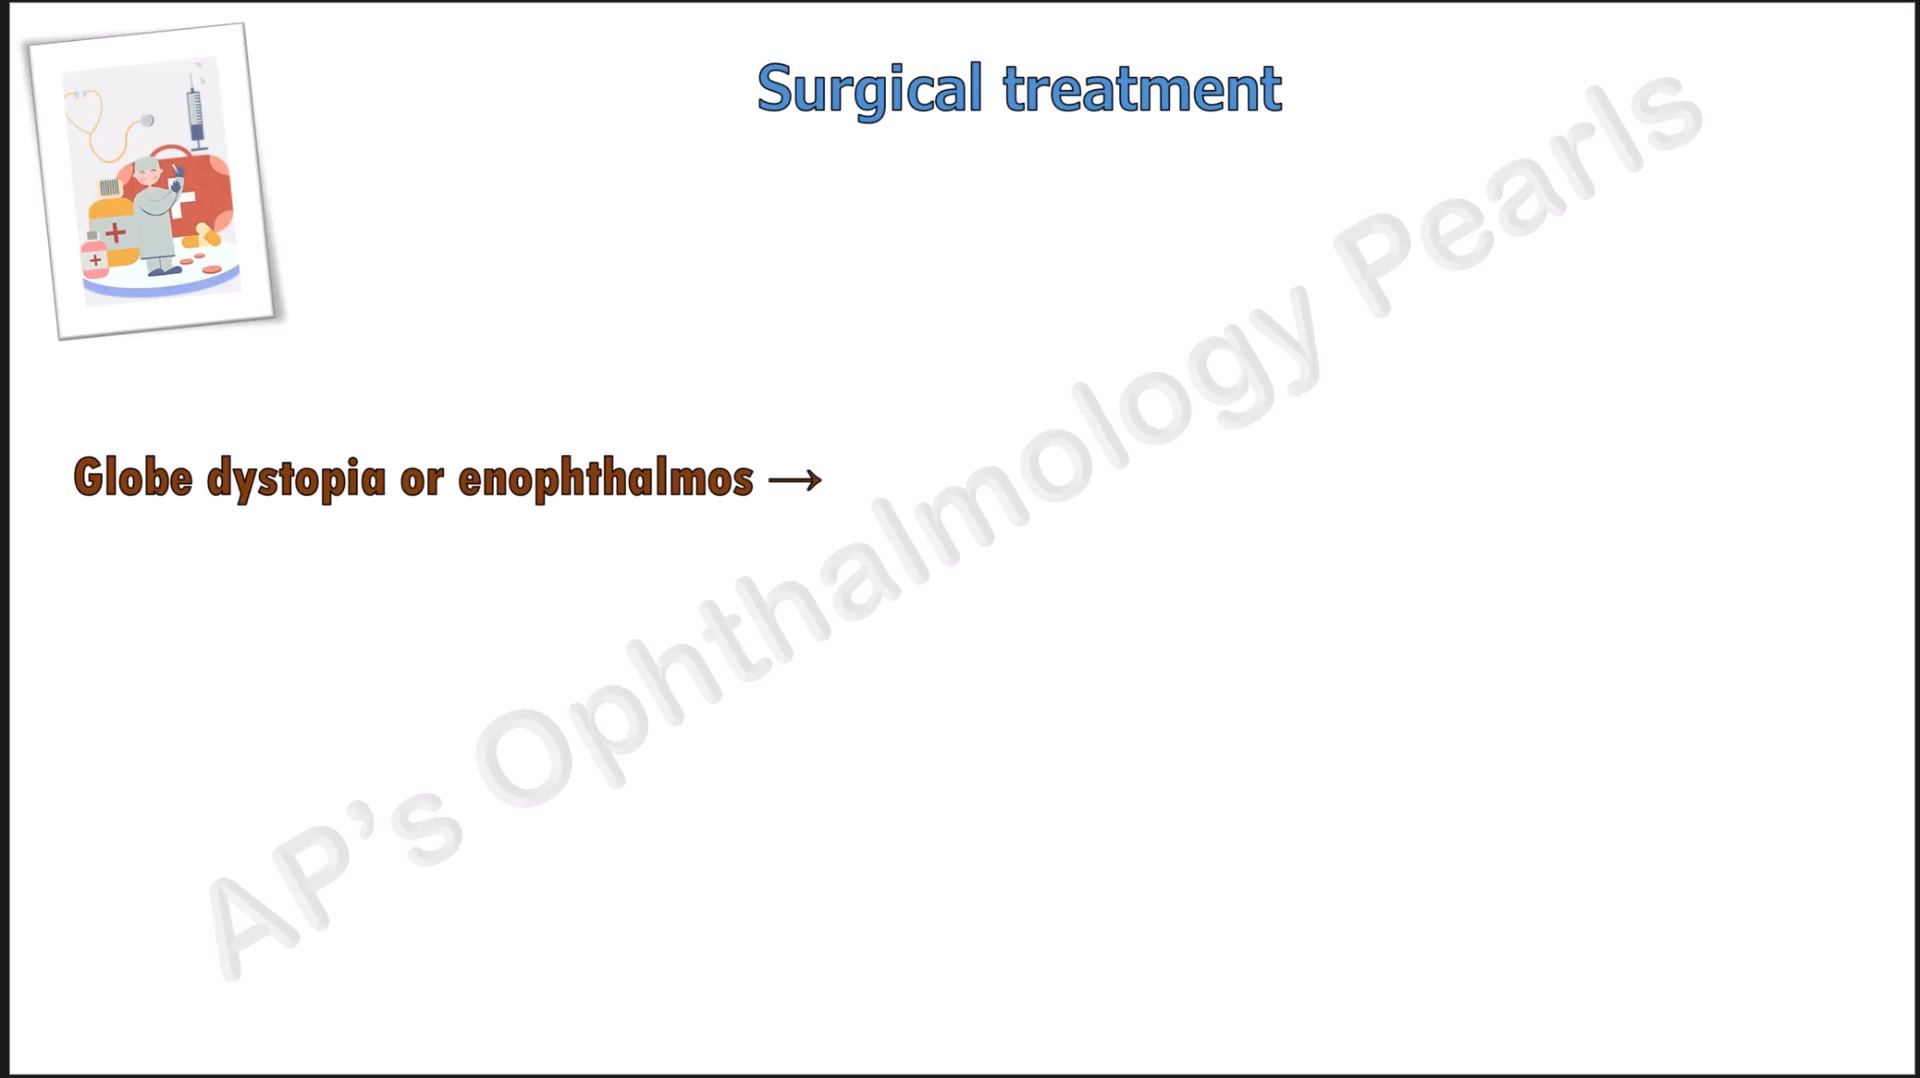 Surgical treatment
Globe dystopia or enophthalmos →
AP's Ophthalmology Pearls